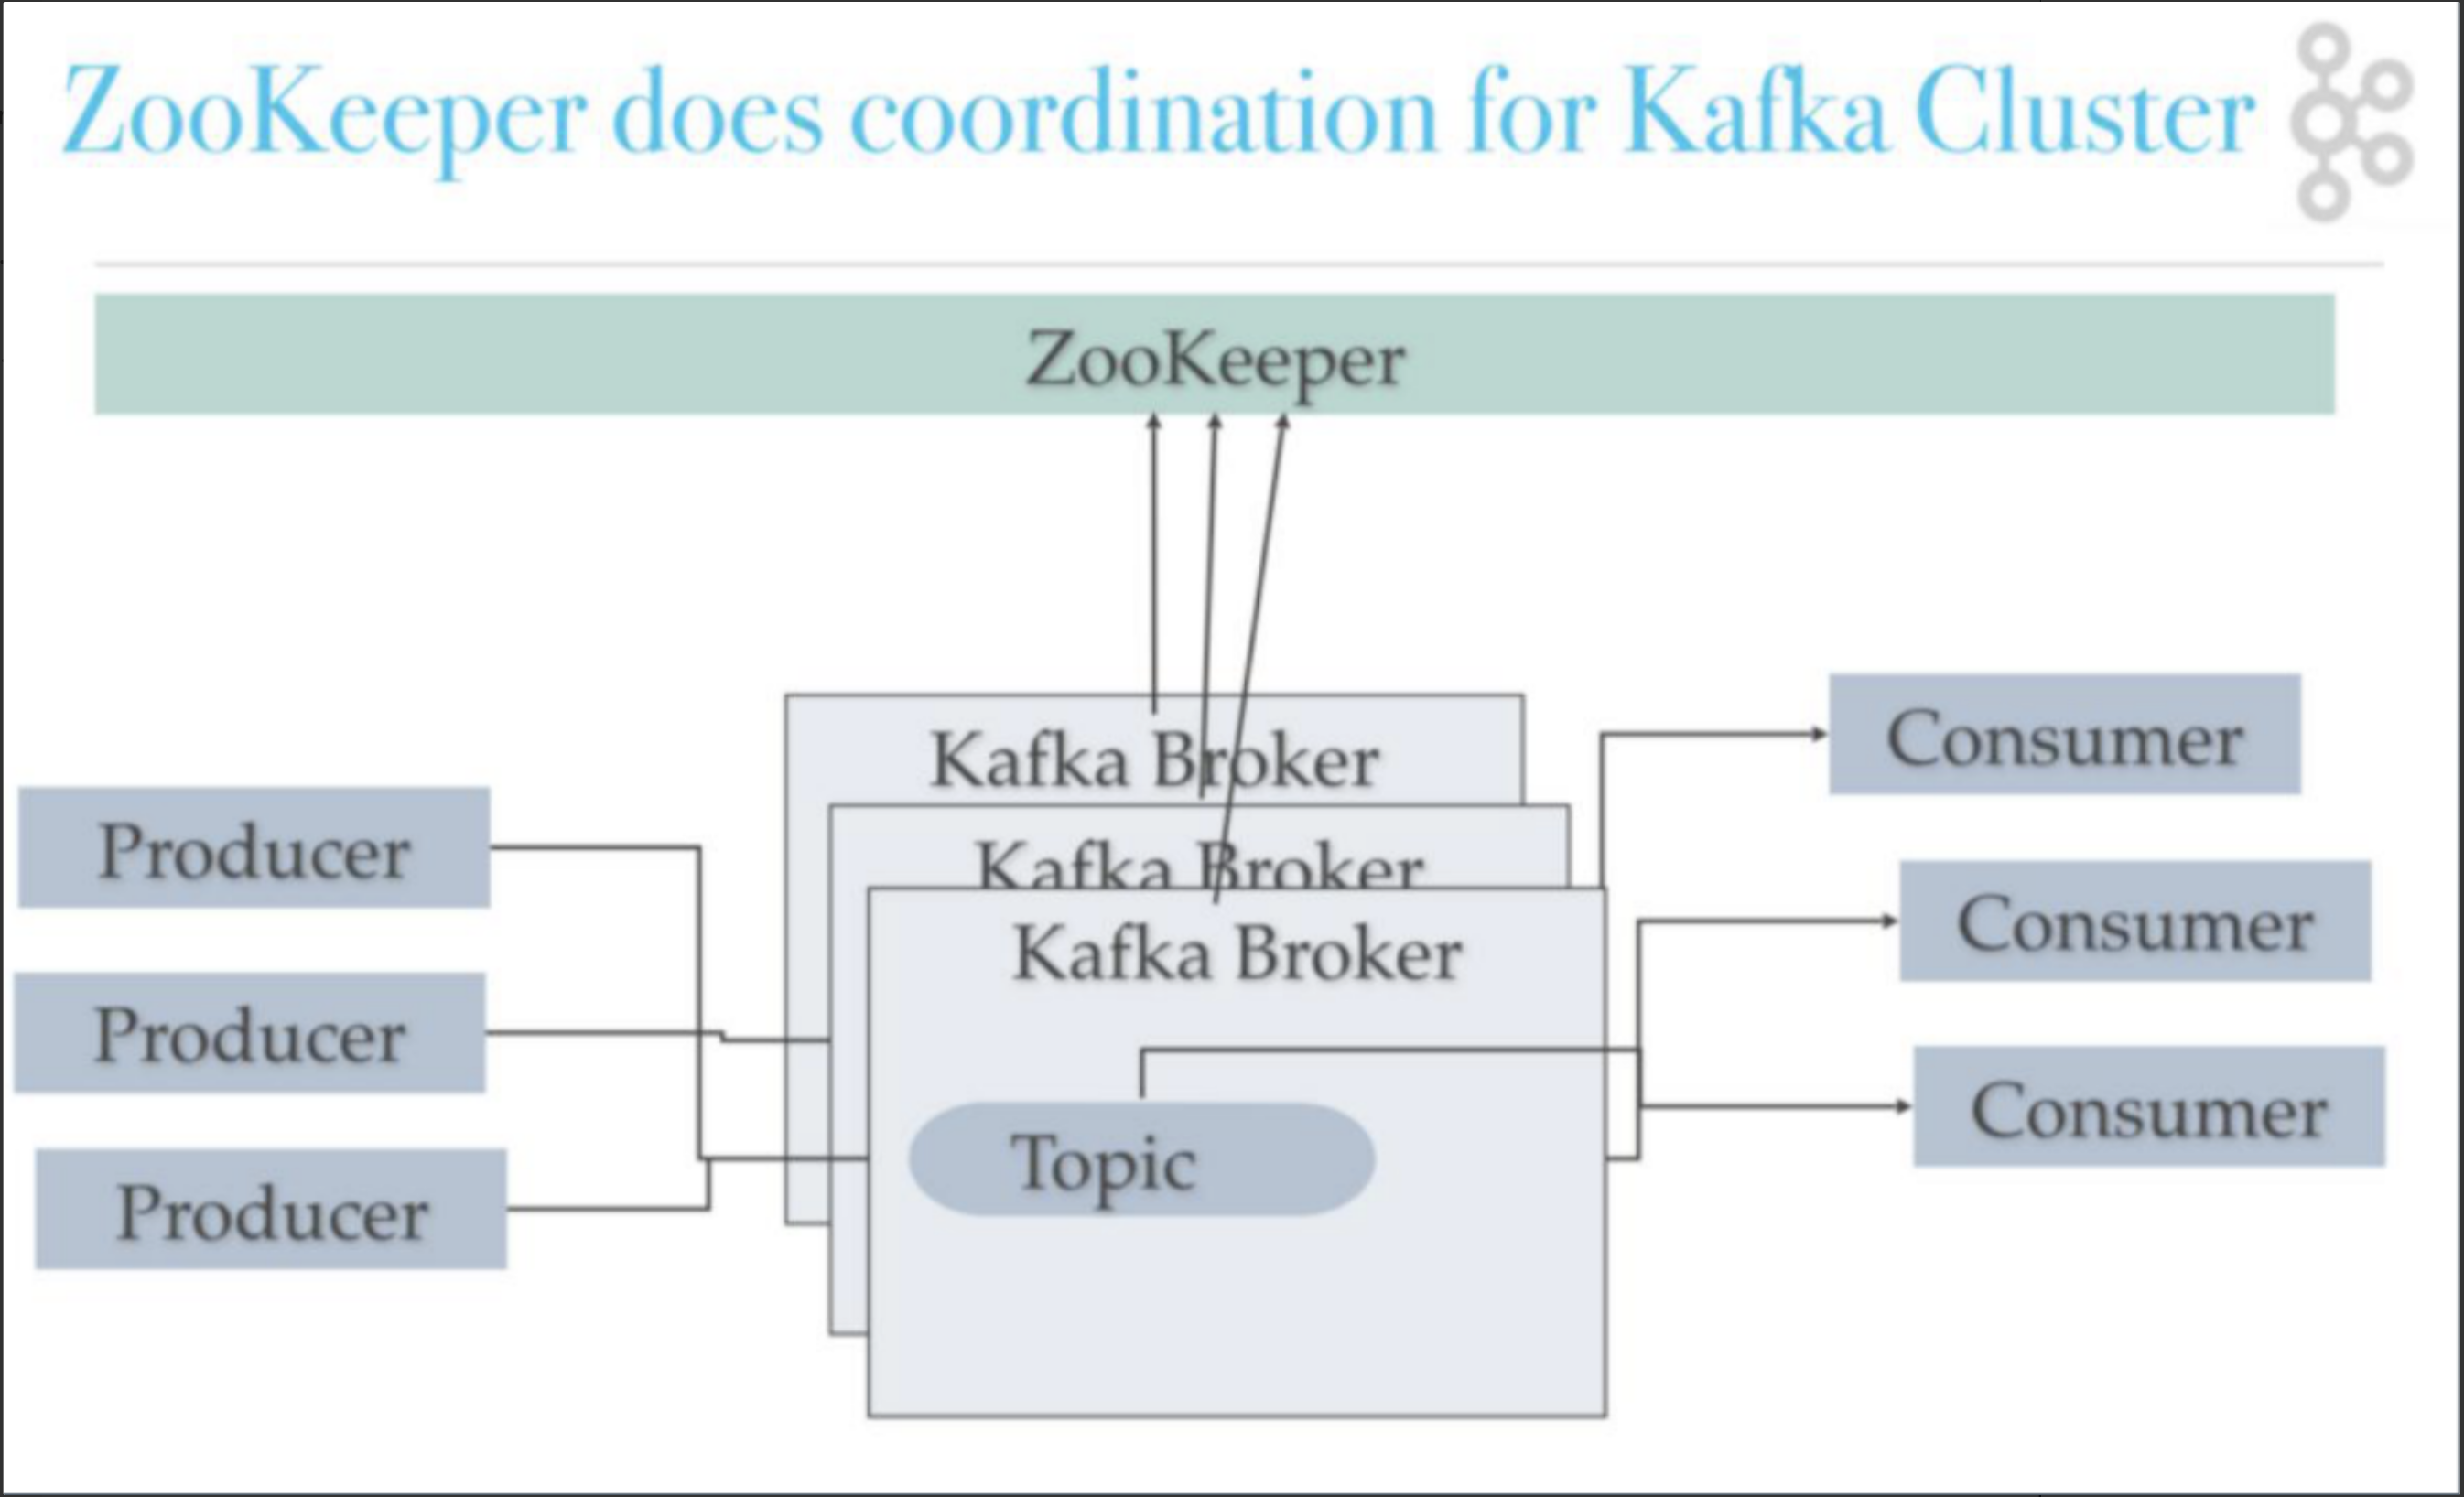 ZooKeeper does coordination for Kafka Cluster
ZooKeeper
Kafka Broker
Kafka Broker
Kafka Broker
Topic
Producer
Producer
Producer
Consumer
Consumer
Consumer